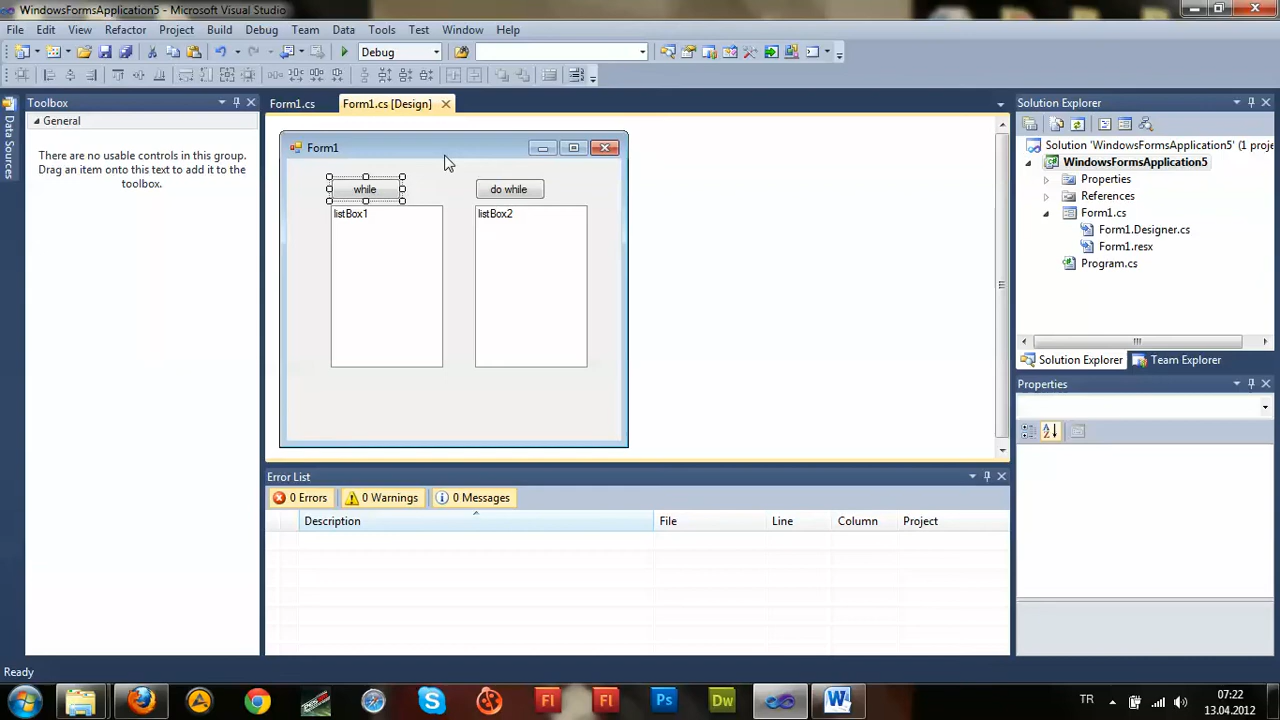 WindowsFormsApplication5 - Microsoft Visual Studio
File Edit View Refactor Project Build Debug Team Data Tools Test Window Help
Debug
Toolbox
General
There are no usable controls in this group.
Drag an item onto this text to add it to the
toolbox.
Data Sources
Form1.cs
Form1.cs [Design]
Form1
while
do while
listBox1
listBox2
Error List
0 Errors
0 Warnings
0 Messages
Description
File
Line
Column
Project
Solution Explorer
Solution 'WindowsFormsApplication5' (1 proje
WindowsFormsApplication5
Properties
References
Form1.cs
Form1.Designer.cs
Form1.resx
Program.cs
Solution Explorer
Team Explorer
Properties
Ready
Fl
Fl
Ps
Dw
W
TR
07:22
13.04.2012